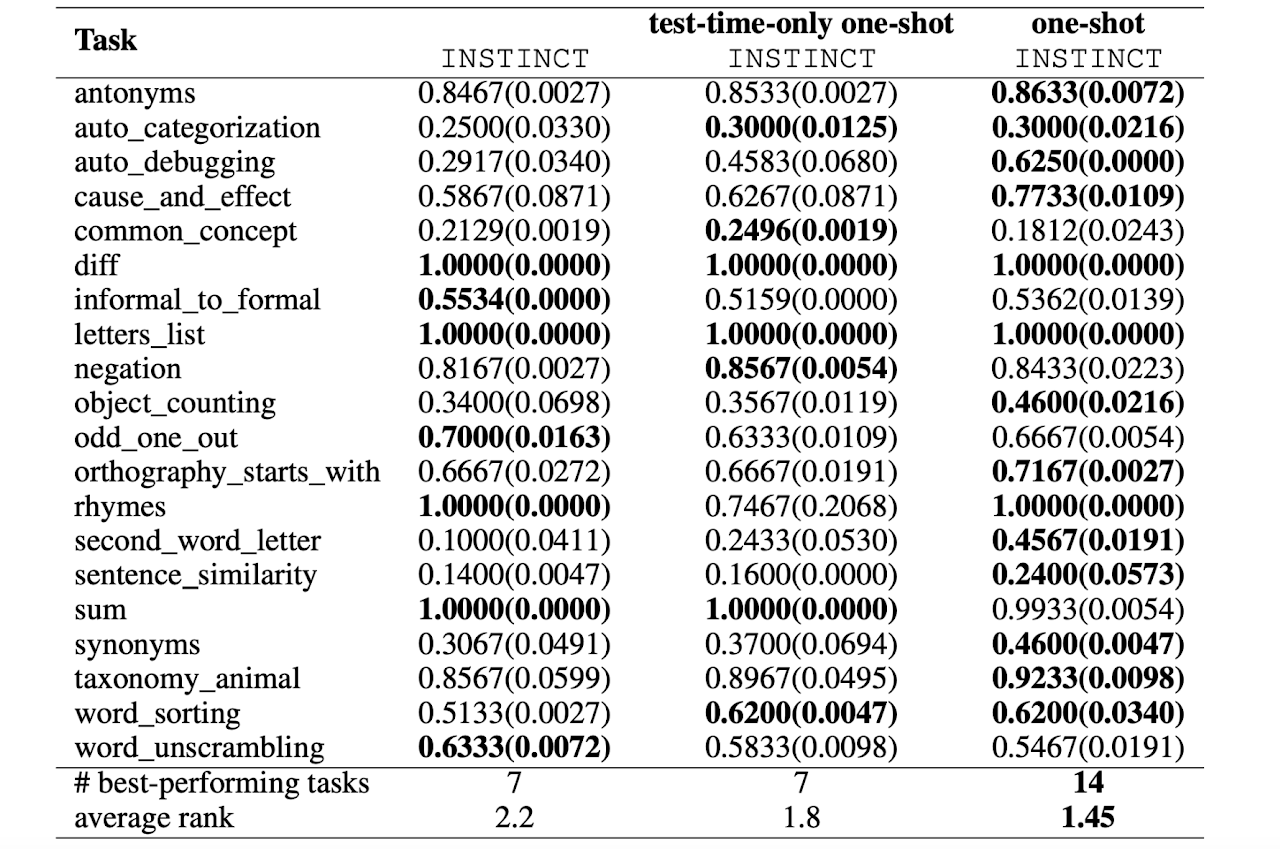 Task test-time-only one-shot one-shot
INSTINCT INSTINCT INSTINCT
antonyms 0.8467(0.0027) 0.8533(0.0027) 0.8633(0.0072)
auto_categorization 0.2500(0.0330) 0.3000(0.0125) 0.3000(0.0216)
auto_debugging 0.2917(0.0340) 0.4583(0.0680) 0.6250(0.0000)
cause_and_effect 0.5867(0.0871) 0.6267(0.0871) 0.7733(0.0109)
common_concept 0.2129(0.0019) 0.2496(0.0019) 0.1812(0.0243)
diff 1.0000(0.0000) 1.0000(0.0000) 1.0000(0.0000)
informal_to_formal 0.5534(0.0000) 0.5159(0.0000) 0.5362(0.0139)
letters_list 1.0000(0.0000) 1.0000(0.0000) 1.0000(0.0000)
negation 0.8167(0.0027) 0.8567(0.0054) 0.8433(0.0223)
object_counting 0.3400(0.0698) 0.3567(0.0119) 0.4600(0.0216)
odd_one_out 0.7000(0.0163) 0.6333(0.0109) 0.6667(0.0054)
orthography_starts_with 0.6667(0.0272) 0.6667(0.0191) 0.7167(0.0027)
rhymes 1.0000(0.0000) 0.7467(0.2068) 1.0000(0.0000)
second_word_letter 0.1000(0.0411) 0.2433(0.0530) 0.4567(0.0191)
sentence_similarity 0.1400(0.0047) 0.1600(0.0000) 0.2400(0.0573)
sum 1.0000(0.0000) 1.0000(0.0000) 0.9933(0.0054)
synonyms 0.3067(0.0491) 0.3700(0.0694) 0.4600(0.0047)
taxonomy_animal 0.8567(0.0599) 0.8967(0.0495) 0.9233(0.0098)
word_sorting 0.5133(0.0027) 0.6200(0.0047) 0.6200(0.0340)
word_unscrambling 0.6333(0.0072) 0.5833(0.0098) 0.5467(0.0191)
# best-performing tasks 7 7 14
average rank 2.2 1.8 1.45